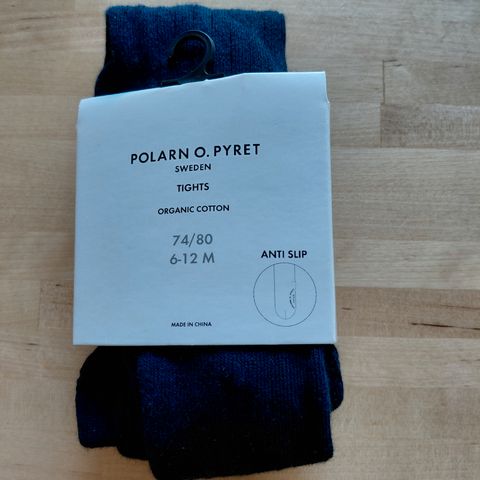 POLARN O. PYRET
SWEDEN
TIGHTS
ORGANIC COTTON
74/80
6-12 M
ANTI SLIP
MADE IN CHINA